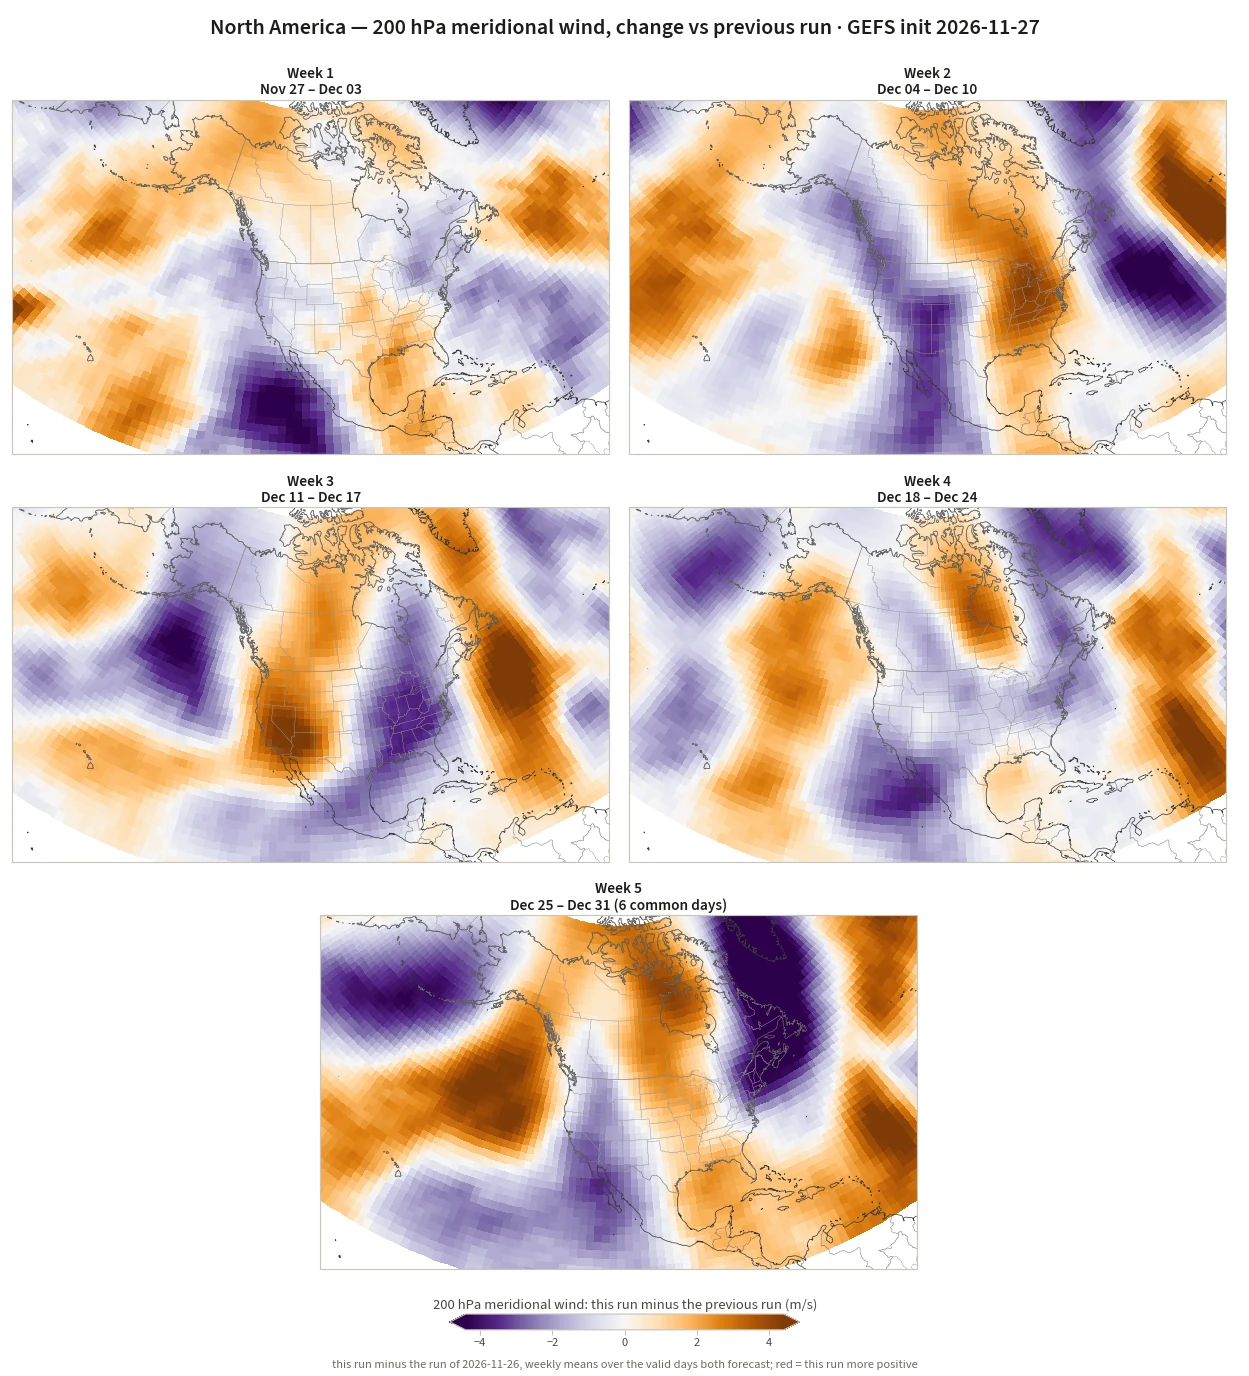 North America — 200 hPa meridional wind, change vs previous run · GEFS init 2026-11-27
Week 1
Nov 27 – Dec 03
Week 2
Dec 04 – Dec 10
Week 3
Dec 11 – Dec 17
Week 4
Dec 18 – Dec 24
Week 5
Dec 25 – Dec 31 (6 common days)
200 hPa meridional wind: this run minus the previous run (m/s)
−4 −2 0 2 4
this run minus the run of 2026-11-26, weekly means over the valid days both forecast; red = this run more positive